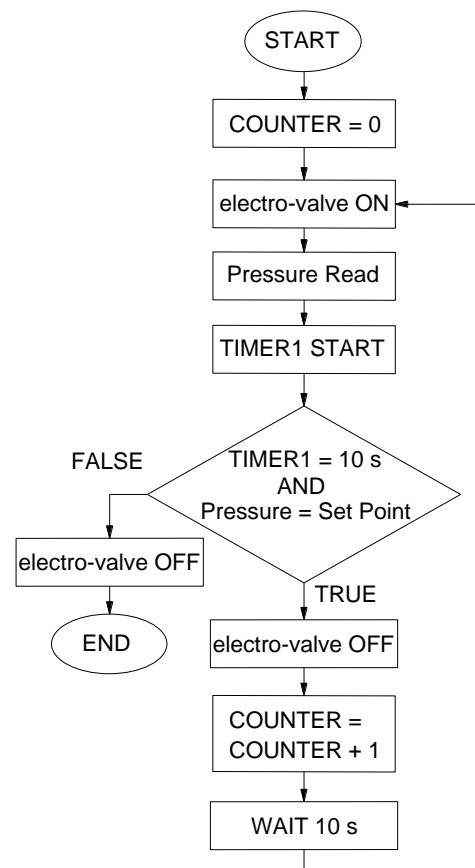 START
COUNTER = 0
electro-valve ON
Pressure Read
TIMER1 START
FALSE
TIMER1 = 10 s
AND
Pressure = Set Point
electro-valve OFF
END
TRUE
electro-valve OFF
COUNTER =
COUNTER + 1
WAIT 10 s